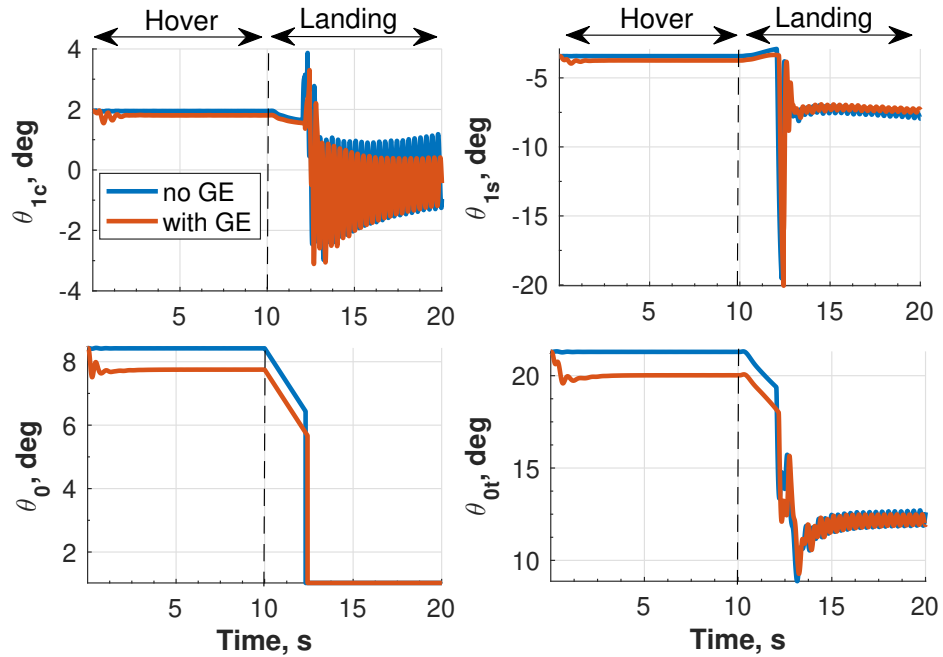 Hover Landing Hover Landing
4
2
0
-2
-4
θ1c, deg
no GE
with GE
5 10 15 20
-5
-10
-15
-20
θ1s, deg
5 10 15 20
8
6
4
2
θ0, deg
5 10 15 20
Time, s
20
15
10
θ0t, deg
5 10 15 20
Time, s